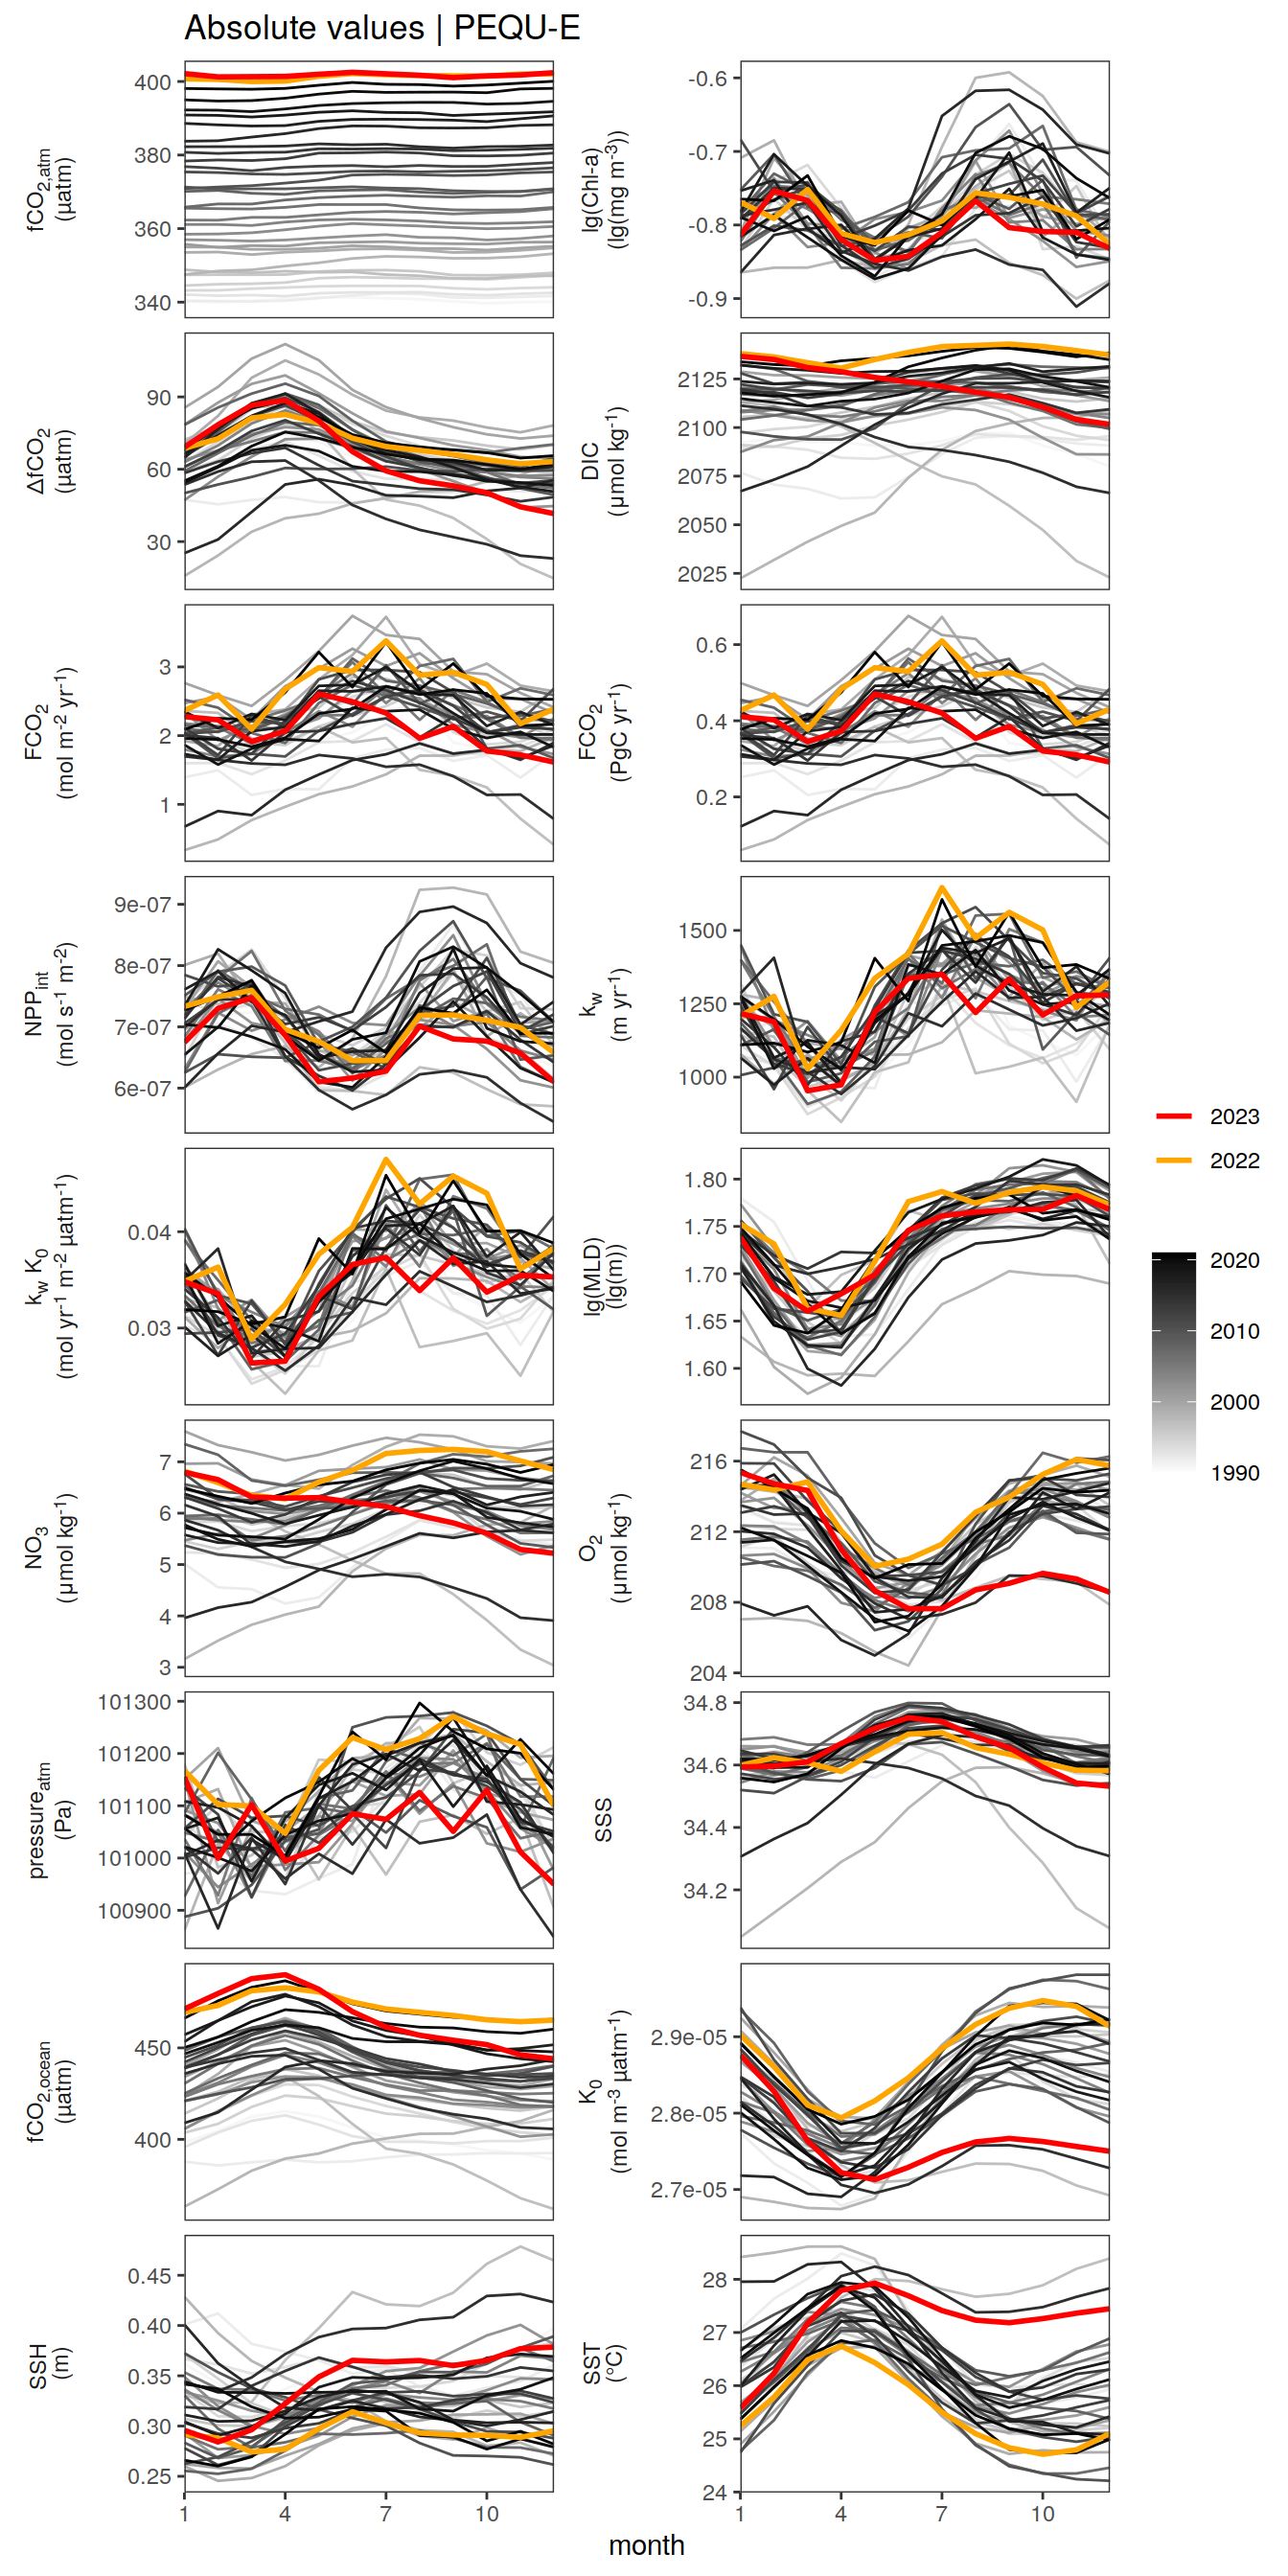 Absolute values | PEQU-E
fCO2,atm
(µatm)
400
380
360
340
lg(Chl-a)
(lg(mg m-3))
-0.6
-0.7
-0.8
-0.9
ΔfCO2
(µatm)
90
60
30
DIC
(µmol kg-1)
2125
2100
2075
2050
2025
FCO2
(mol m-2 yr-1)
3
2
1
FCO2
(PgC yr-1)
0.6
0.4
0.2
NPPint
(mol s-1 m-2)
9e-07
8e-07
7e-07
6e-07
kw
(m yr-1)
1500
1250
1000
kw K0
(mol yr-1 m-2 µatm-1)
0.04
0.03
lg(MLD)
(lg(m))
1.80
1.75
1.70
1.65
1.60
NO3
(µmol kg-1)
7
6
5
4
3
O2
(µmol kg-1)
216
212
208
204
pressureatm
(Pa)
101300
101200
101100
101000
100900
SSS
34.8
34.6
34.4
34.2
fCO2,ocean
(µatm)
450
400
K0
(mol m-3 µatm-1)
2.9e-05
2.8e-05
2.7e-05
SSH
(m)
0.45
0.40
0.35
0.30
0.25
SST
(°C)
28
27
26
25
24
1 4 7 10
1 4 7 10
month
2023
2022
2020
2010
2000
1990